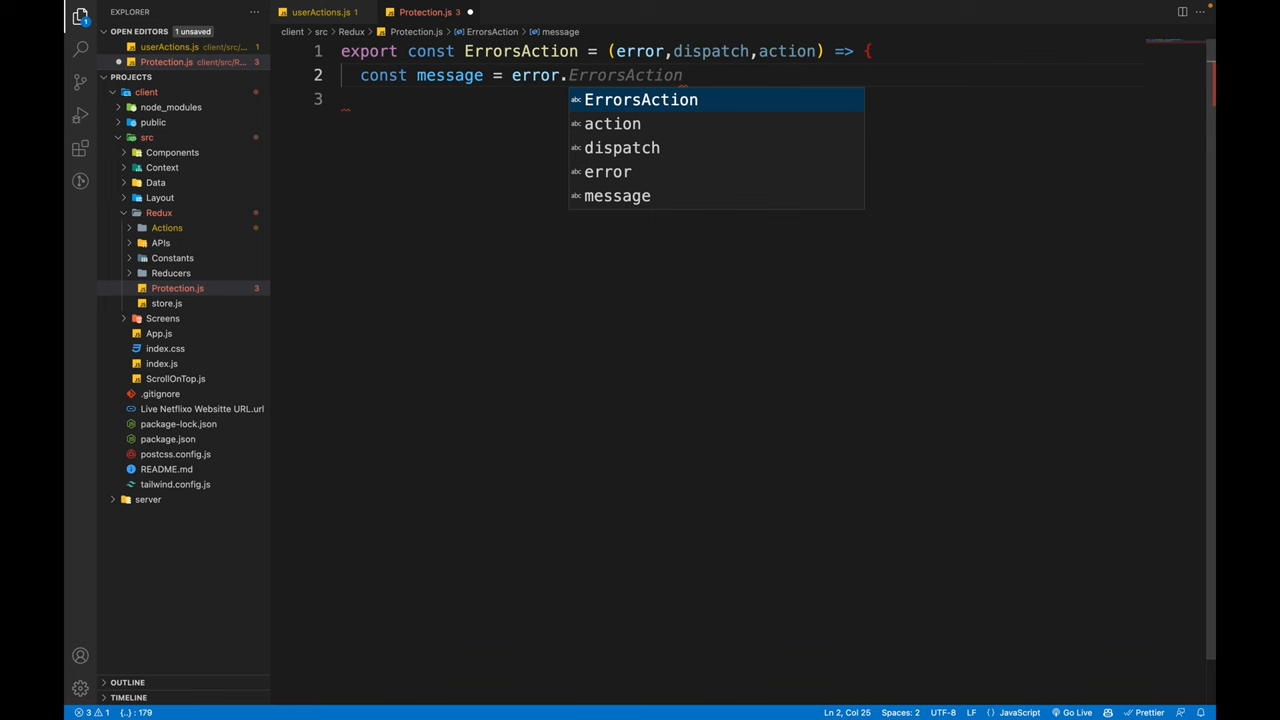 EXPLORER
OPEN EDITORS 1 unsaved
userActions.js client/src/... 1
Protection.js client/src/R... 3
PROJECTS
client
node_modules
public
src
Components
Context
Data
Layout
Redux
Actions
APIs
Constants
Reducers
Protection.js 3
store.js
Screens
App.js
index.css
index.js
ScrollOnTop.js
.gitignore
Live Netflixo Websitte URL.url
package-lock.json
package.json
postcss.config.js
README.md
tailwind.config.js
server
OUTLINE
TIMELINE
userActions.js 1 Protection.js 3
client > src > Redux > Protection.js > ErrorsAction > message
1 export const ErrorsAction = (error,dispatch,action) => {
2 const message = error.ErrorsAction
3
ErrorsAction
action
dispatch
error
message
3 1 {..} : 179 Ln 2, Col 25 Spaces: 2 UTF-8 LF { } JavaScript Go Live Prettier